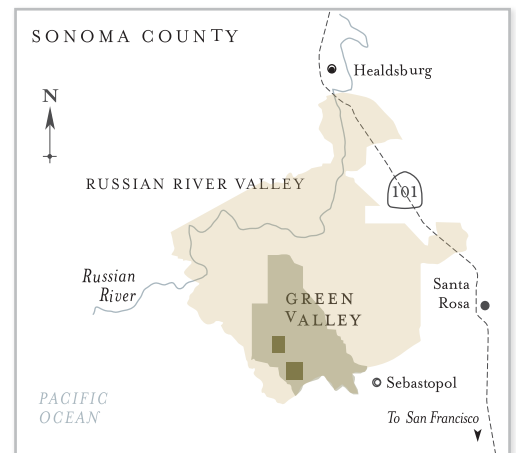 SONOMA COUNTY
Healdsburg
N
RUSSIAN RIVER VALLEY
101
Russian
River
Santa
Rosa
GREEN
VALLEY
Sebastopol
PACIFIC
OCEAN
To San Francisco